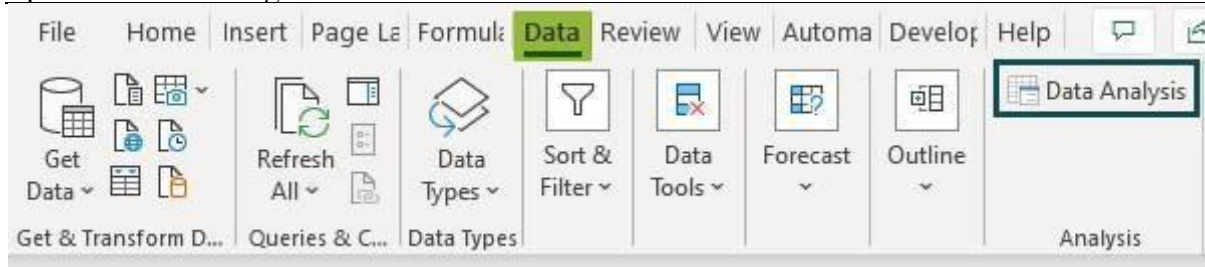 File Home Insert Page La Formula Data Review View Automa Develop Help
Data Analysis
Get Data
Refresh All
Data Types
Sort & Filter
Data Tools
Forecast
Outline
Get & Transform D...
Queries & C...
Data Types
Analysis